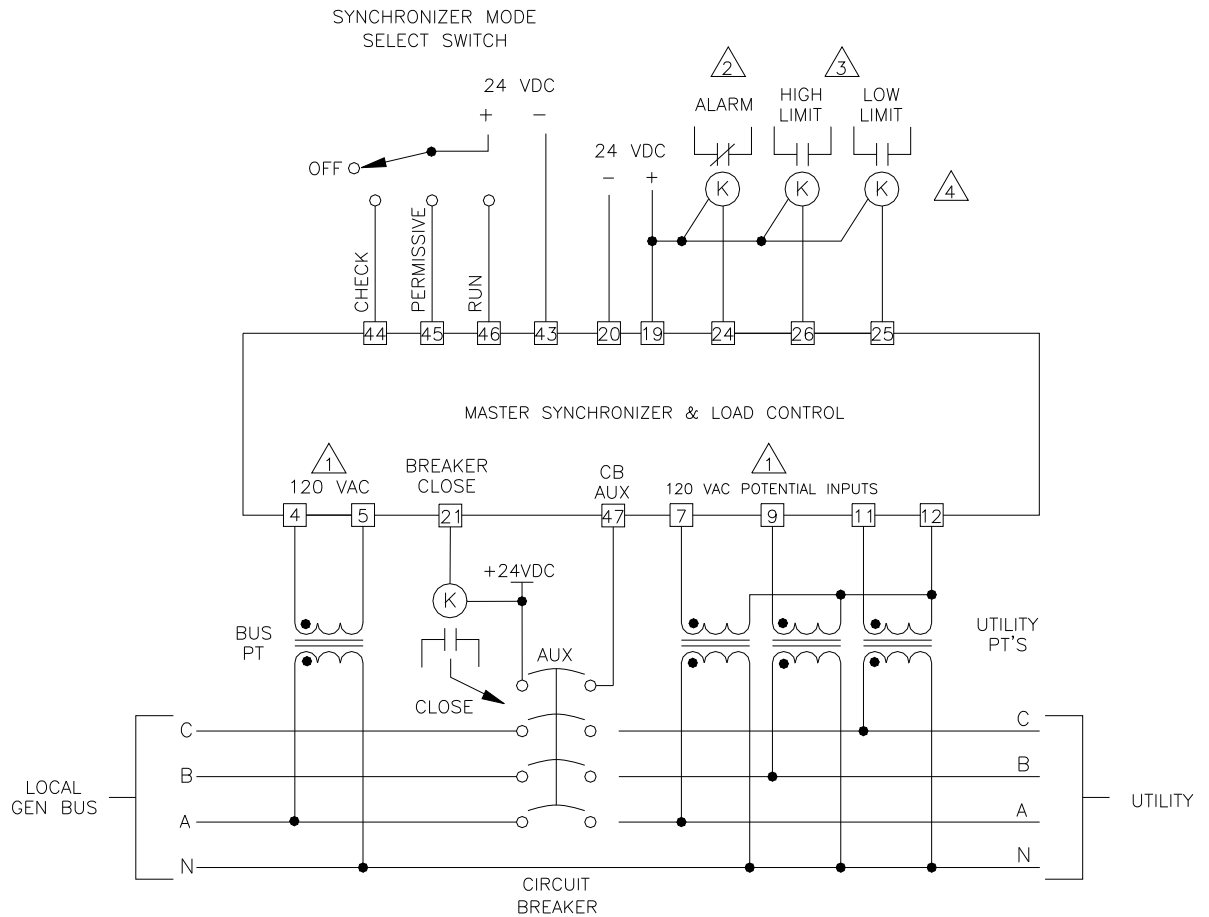 SYNCHRONIZER MODE
SELECT SWITCH
24 VDC
+ −
OFF
CHECK
PERMISSIVE
RUN
24 VDC
− +
2
ALARM
3
HIGH
LIMIT
LOW
LIMIT
K
K
K
4
44
45
46
43
20
19
24
26
25
MASTER SYNCHRONIZER & LOAD CONTROL
1
120 VAC
BREAKER
CLOSE
CB
AUX
1
120 VAC POTENTIAL INPUTS
4
5
21
47
7
9
11
12
+24VDC
K
BUS
PT
AUX
CLOSE
UTILITY
PT'S
LOCAL
GEN BUS
C
B
A
N
C
B
A
N
UTILITY
CIRCUIT
BREAKER